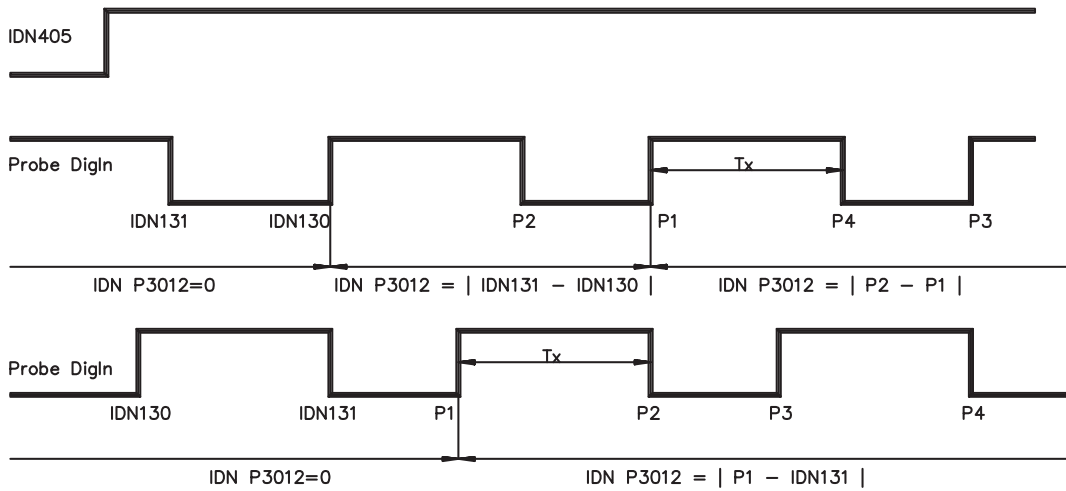 IDN405
Probe DigIn
Tx
IDN131 IDN130 P2 P1 P4 P3
IDN P3012=0 IDN P3012 = | IDN131 - IDN130 | IDN P3012 = | P2 - P1 |
Probe DigIn
Tx
IDN130 IDN131 P1 P2 P3 P4
IDN P3012=0 IDN P3012 = | P1 - IDN131 |